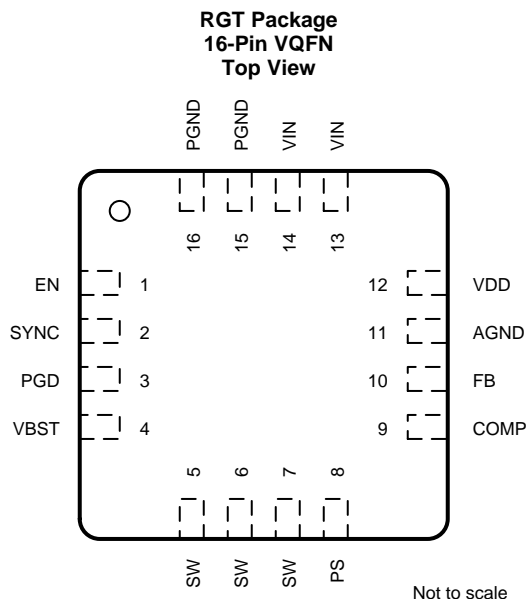 RGT Package
16-Pin VQFN
Top View
PGND
PGND
VIN
VIN
16
15
14
13
EN 1
12 VDD
SYNC 2
11 AGND
PGD 3
10 FB
VBST 4
9 COMP
5
6
7
8
SW
SW
SW
PS
Not to scale